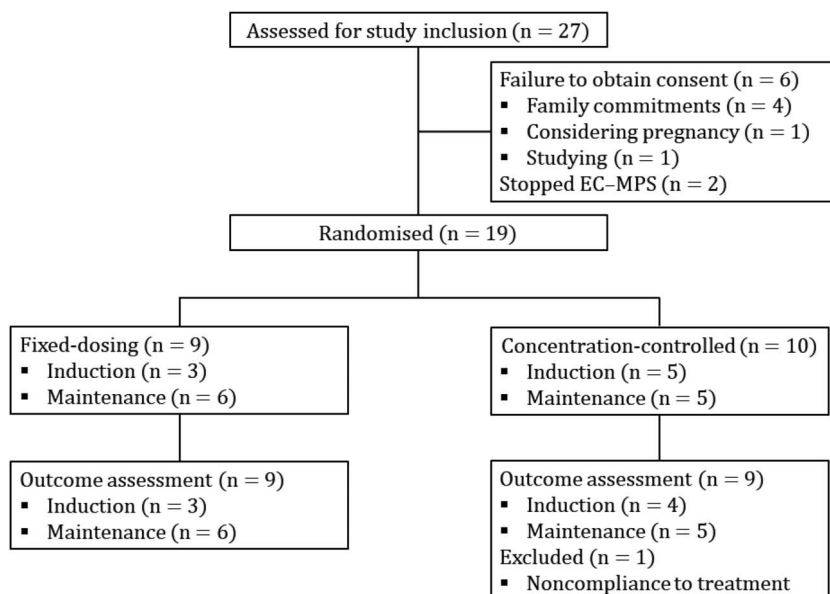 Assessed for study inclusion (n = 27)
Failure to obtain consent (n = 6)
▪ Family commitments (n = 4)
▪ Considering pregnancy (n = 1)
▪ Studying (n = 1)
Stopped EC–MPS (n = 2)
Randomised (n = 19)
Fixed-dosing (n = 9)
▪ Induction (n = 3)
▪ Maintenance (n = 6)
Concentration-controlled (n = 10)
▪ Induction (n = 5)
▪ Maintenance (n = 5)
Outcome assessment (n = 9)
▪ Induction (n = 3)
▪ Maintenance (n = 6)
Outcome assessment (n = 9)
▪ Induction (n = 4)
▪ Maintenance (n = 5)
Excluded (n = 1)
▪ Noncompliance to treatment